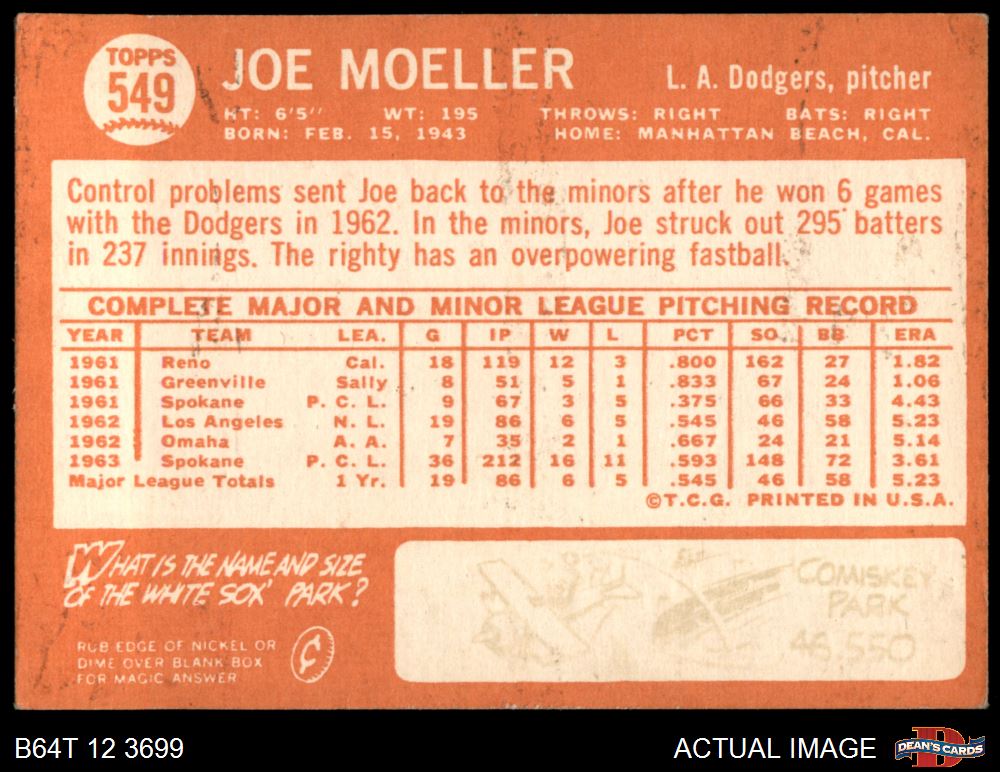 TOPPS
549
JOE MOELLER
L. A. Dodgers, pitcher
HT: 6'5'' WT: 195 THROWS: RIGHT BATS: RIGHT
BORN: FEB. 15, 1943 HOME: MANHATTAN BEACH, CAL.
Control problems sent Joe back to the minors after he won 6 games
with the Dodgers in 1962. In the minors, Joe struck out 295 batters
in 237 innings. The righty has an overpowering fastball.
COMPLETE MAJOR AND MINOR LEAGUE PITCHING RECORD
YEAR TEAM LEA. G IP W L PCT SO. BB ERA
1961 Reno Cal. 18 119 12 3 .800 162 27 1.82
1961 Greenville Sally 8 51 5 1 .833 67 24 1.06
1961 Spokane P. C. L. 9 67 3 5 .375 66 33 4.43
1962 Los Angeles N. L. 19 86 6 5 .545 46 58 5.23
1962 Omaha A. A. 7 35 2 1 .667 24 21 5.14
1963 Spokane P. C. L. 36 212 16 11 .593 148 72 3.61
Major League Totals 1 Yr. 19 86 6 5 .545 46 58 5.23
©T.C.G. PRINTED IN U.S.A.
WHAT IS THE NAME AND SIZE
OF THE WHITE SOX' PARK?
RUB EDGE OF NICKEL OR
DIME OVER BLANK BOX
FOR MAGIC ANSWER
COMISKEY
PARK
46,550
B64T 12 3699
ACTUAL IMAGE
DEAN'S CARDS